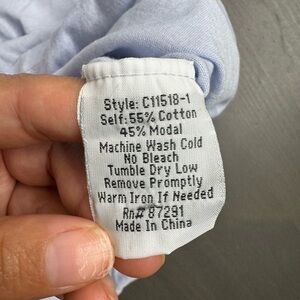 Style: C11518-1
Self: 55% Cotton
45% Modal
Machine Wash Cold
No Bleach
Tumble Dry Low
Remove Promptly
Warm Iron If Needed
Rn# 87291
Made In China